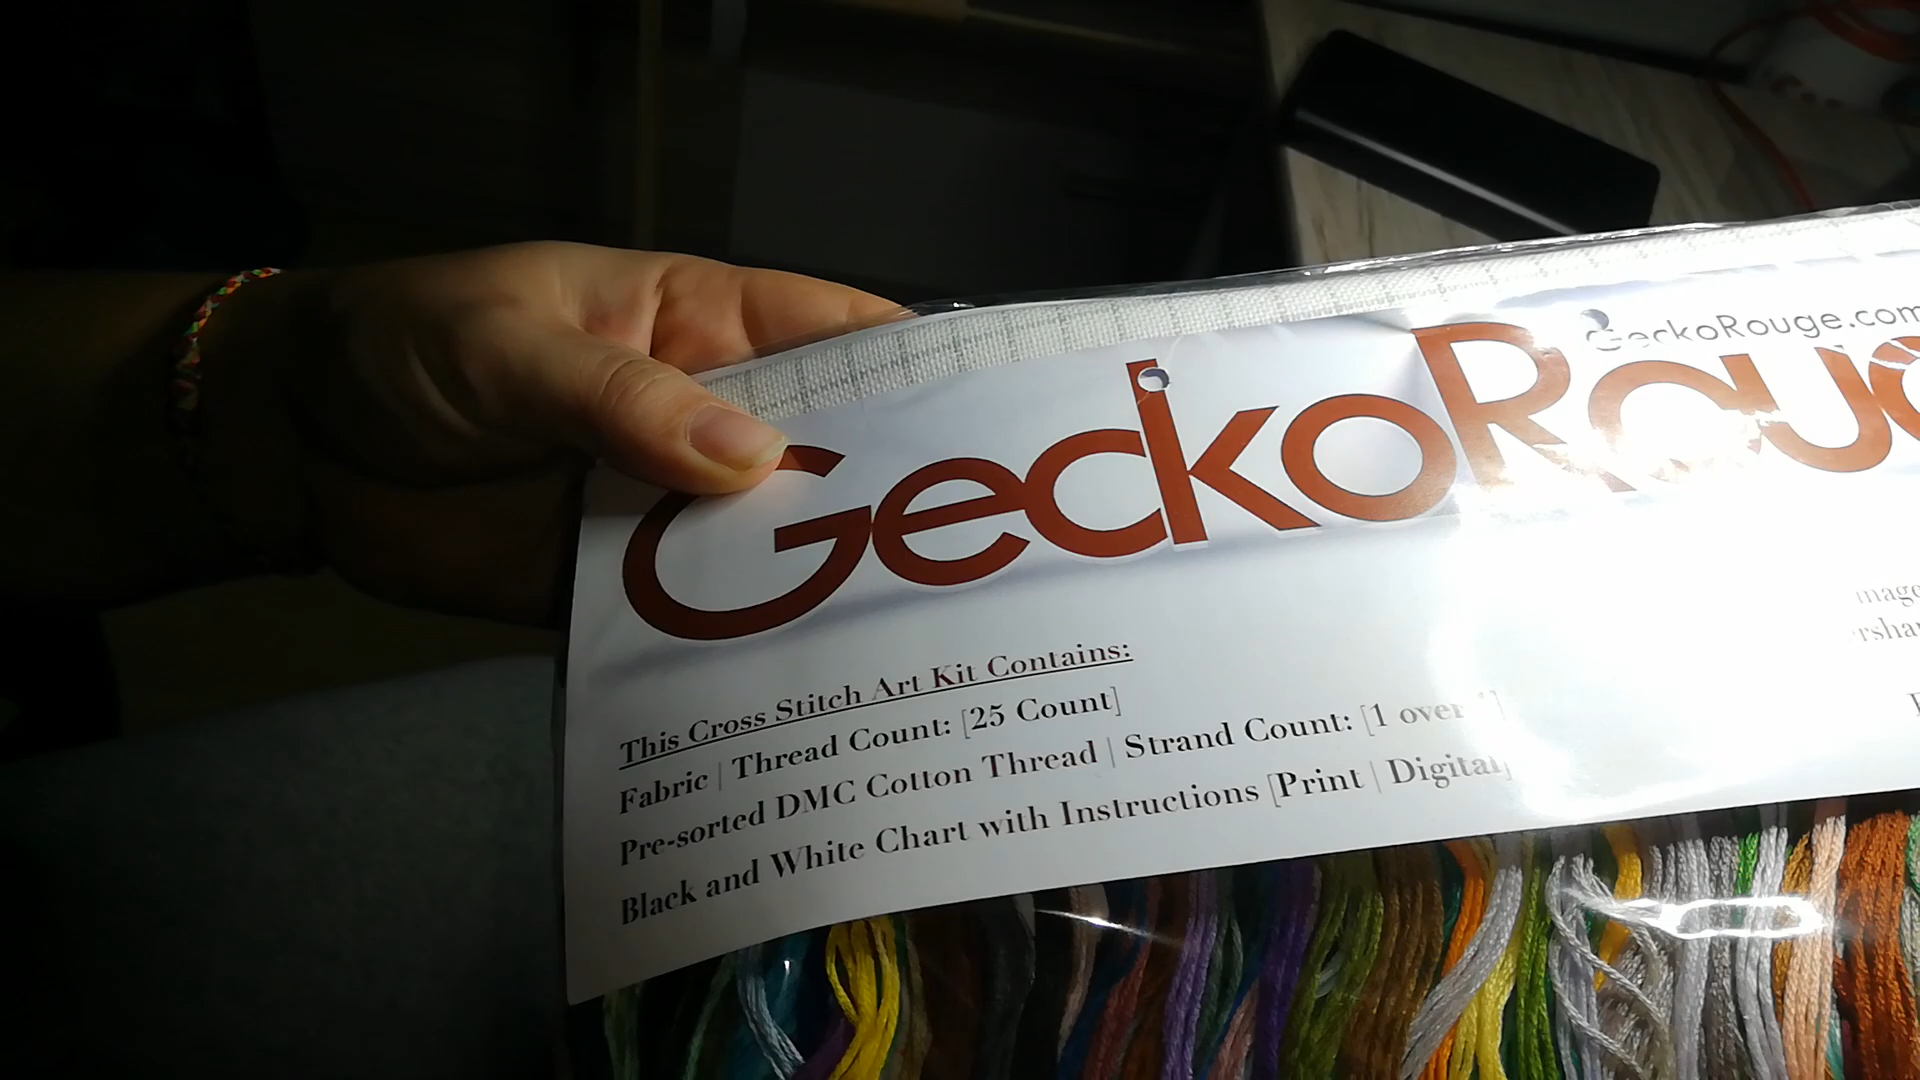 GeckoRouge.com
GeckoRoug
This Cross Stitch Art Kit Contains:
Fabric | Thread Count: [25 Count]
Pre-sorted DMC Cotton Thread | Strand Count: [1 over
Black and White Chart with Instructions [Print | Digital]